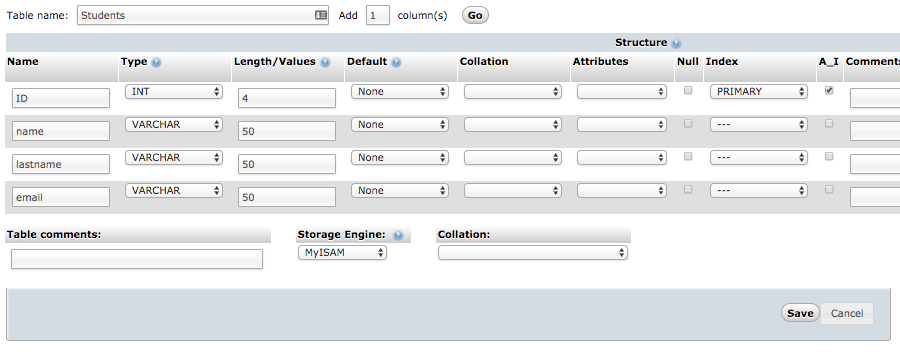 Table name: Students Add 1 column(s) Go
Structure
Name Type Length/Values Default Collation Attributes Null Index A_I Comments
ID INT 4 None PRIMARY
name VARCHAR 50 None ---
lastname VARCHAR 50 None ---
email VARCHAR 50 None ---
Table comments: Storage Engine: Collation:
MyISAM
Save Cancel